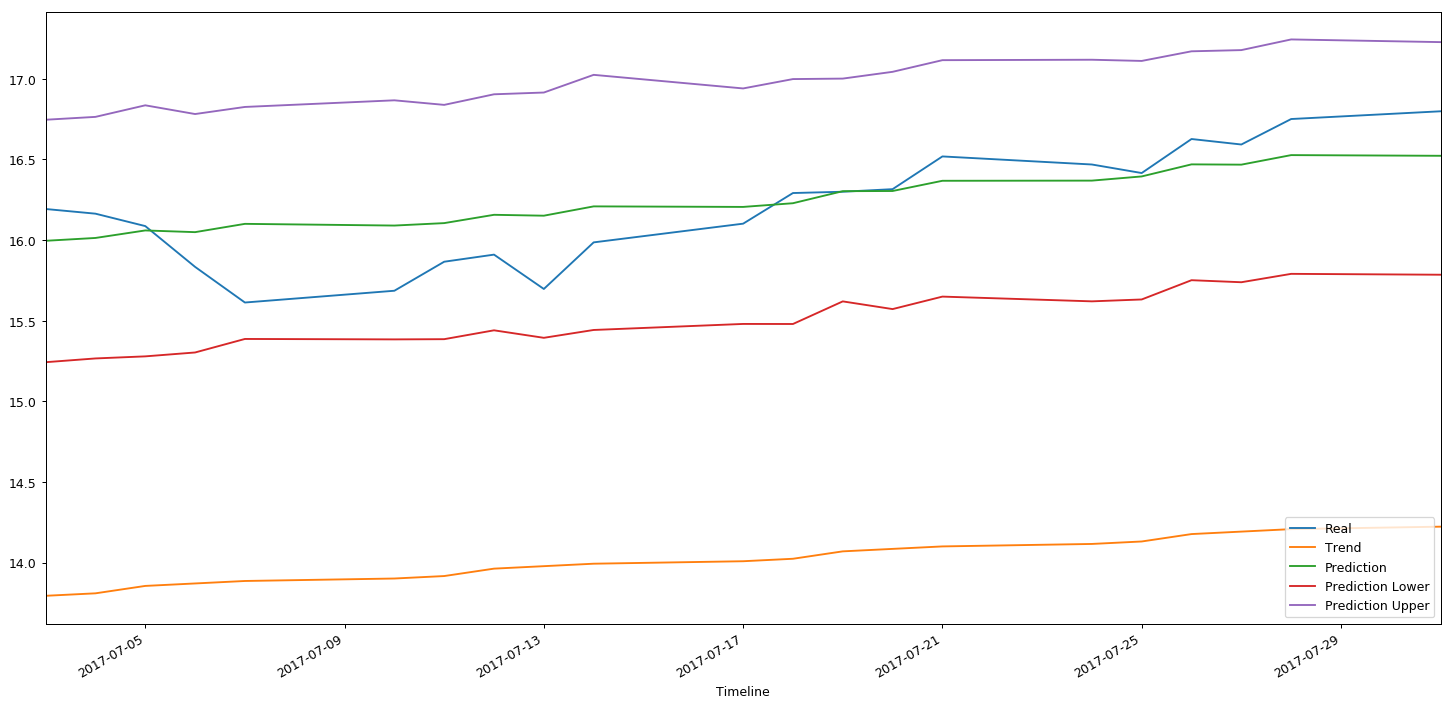 17.0
16.5
16.0
15.5
15.0
14.5
14.0
Real
Trend
Prediction
Prediction Lower
Prediction Upper
2017-07-05
2017-07-09
2017-07-13
2017-07-17
2017-07-21
2017-07-25
2017-07-29
Timeline